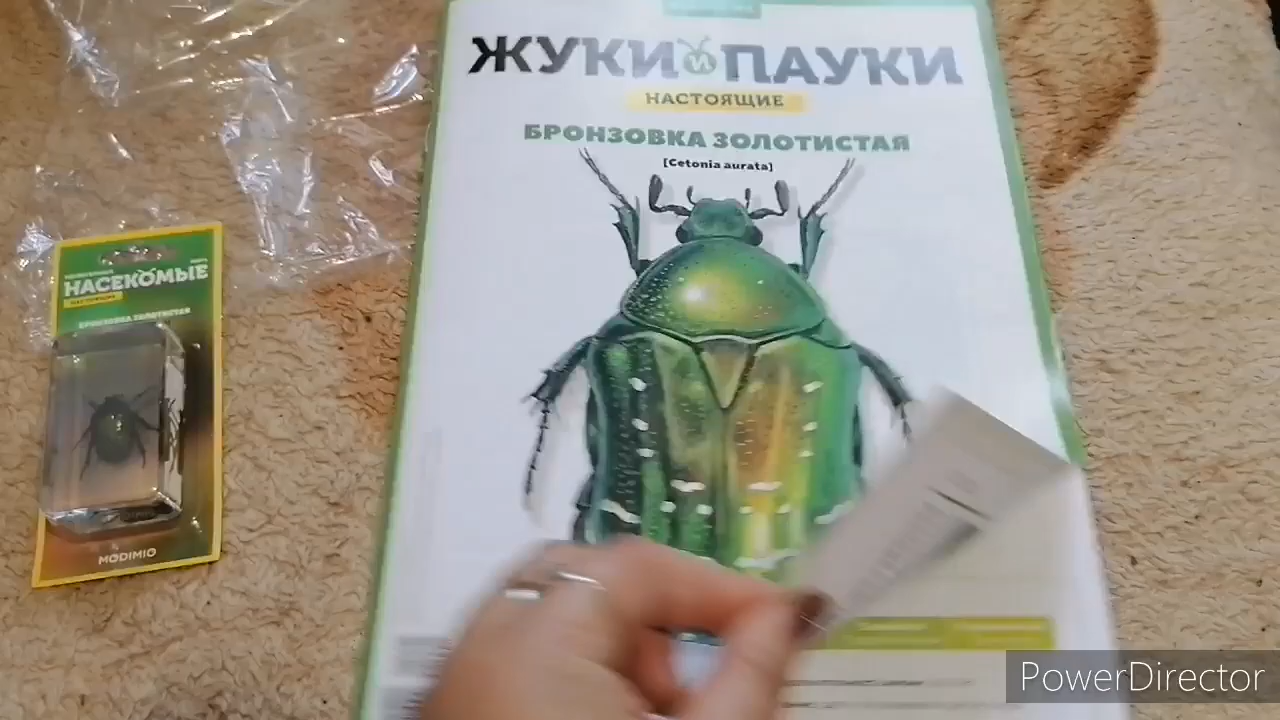 ЖУКИ И ПАУКИ
НАСТОЯЩИЕ
БРОНЗОВКА ЗОЛОТИСТАЯ
[Cetonia aurata]
НАСЕКОМЫЕ
НАСТОЯЩИЕ
БРОНЗОВКА ЗОЛОТИСТАЯ
MODIMIO
PowerDirector